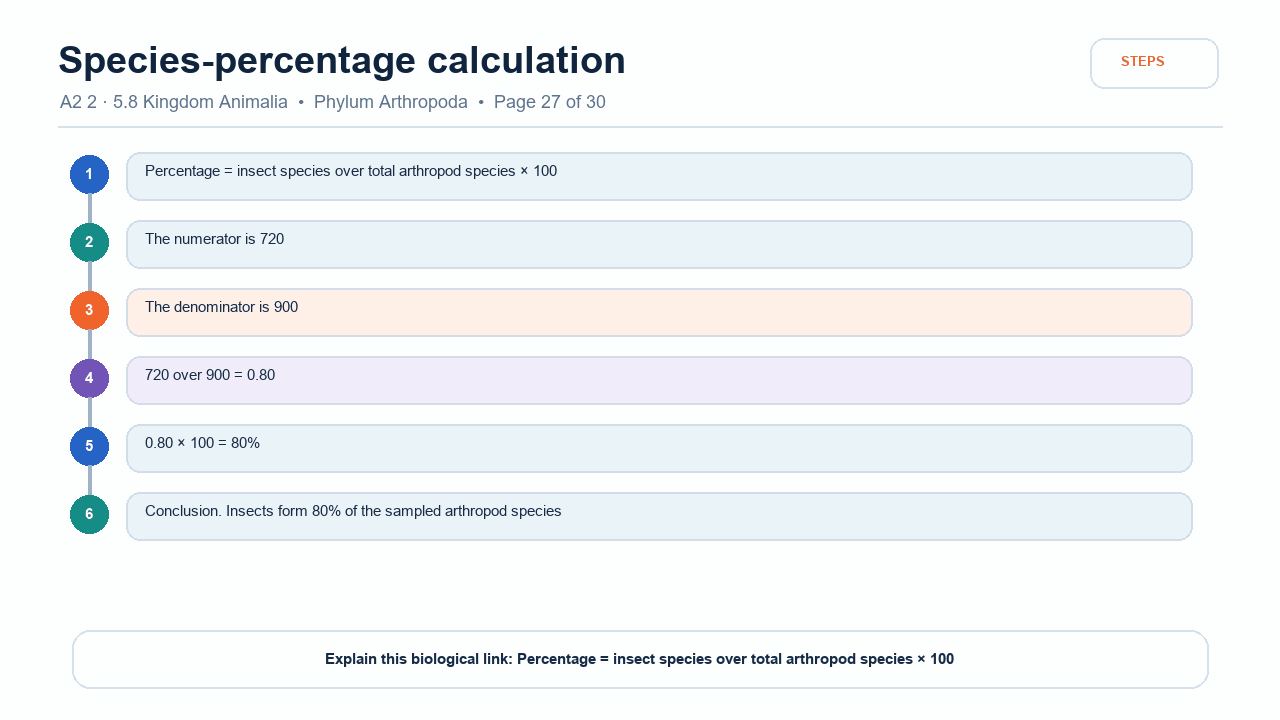 Species-percentage calculation
STEPS
A2 2 · 5.8 Kingdom Animalia • Phylum Arthropoda • Page 27 of 30
1
Percentage = insect species over total arthropod species × 100
2
The numerator is 720
3
The denominator is 900
4
720 over 900 = 0.80
5
0.80 × 100 = 80%
6
Conclusion. Insects form 80% of the sampled arthropod species
Explain this biological link: Percentage = insect species over total arthropod species × 100